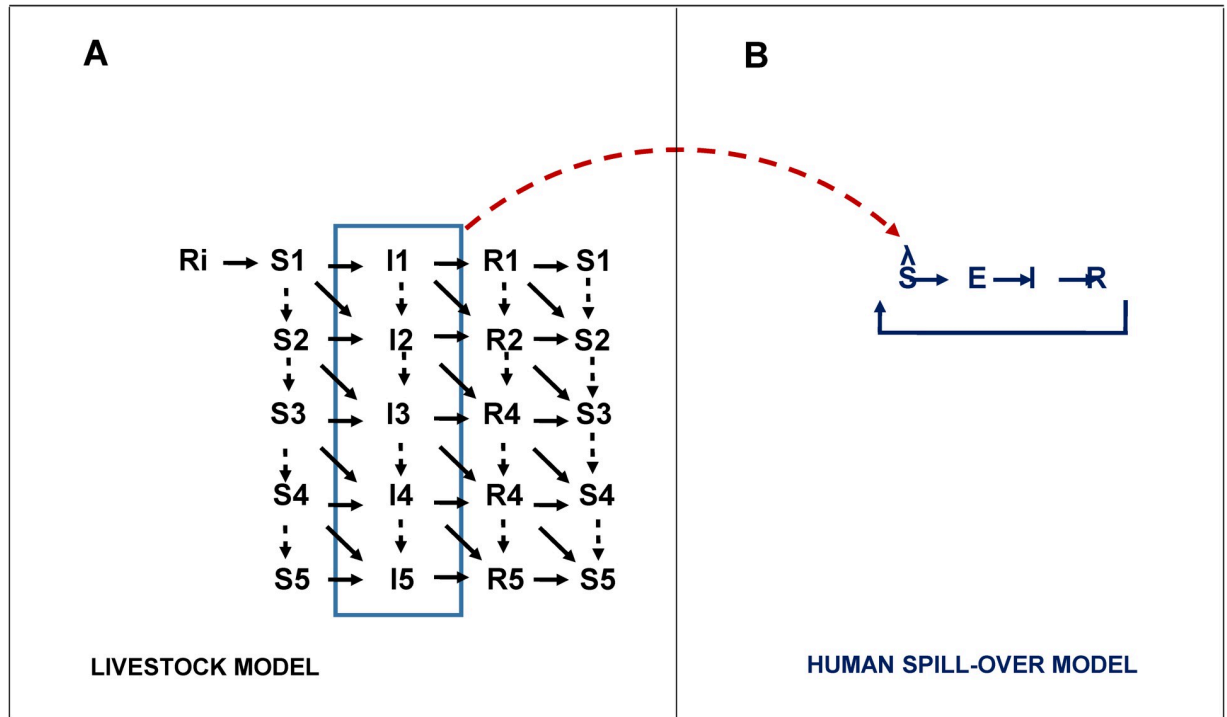 A
B
λ
Ri S1 I1 R1 S1
S E I R
S2 I2 R2 S2
S3 I3 R4 S3
S4 I4 R4 S4
S5 I5 R5 S5
LIVESTOCK MODEL
HUMAN SPILL-OVER MODEL